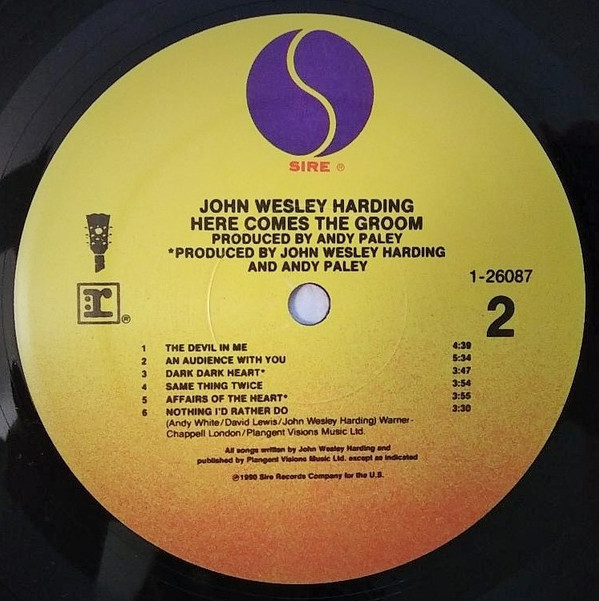 SIRE ®
JOHN WESLEY HARDING
HERE COMES THE GROOM
PRODUCED BY ANDY PALEY
*PRODUCED BY JOHN WESLEY HARDING
AND ANDY PALEY
r ®
1-26087
2
1 THE DEVIL IN ME 4:39
2 AN AUDIENCE WITH YOU 5:34
3 DARK DARK HEART* 3:47
4 SAME THING TWICE 3:54
5 AFFAIRS OF THE HEART* 3:55
6 NOTHING I'D RATHER DO 3:30
(Andy White/David Lewis/John Wesley Harding) Warner-
Chappell London/Plangent Visions Music Ltd.
All songs written by John Wesley Harding and
published by Plangent Visions Music Ltd. except as indicated
℗1990 Sire Records Company for the U.S.